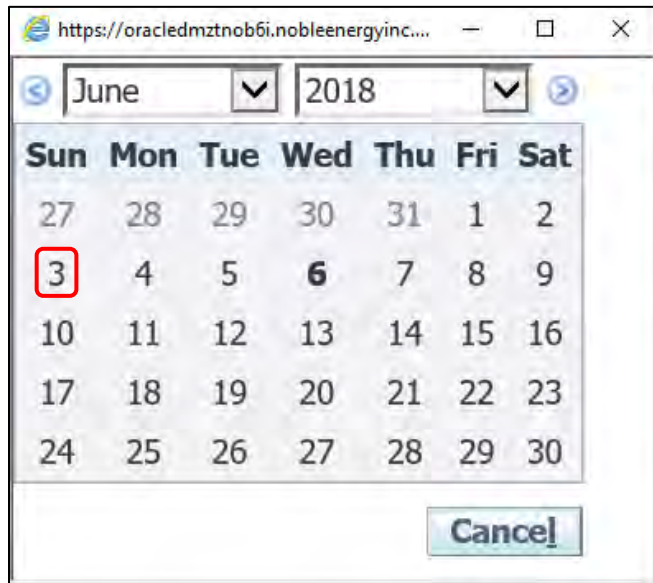 https://oracledmztnob6i.nobleenergyinc....
June 2018
Sun Mon Tue Wed Thu Fri Sat
27 28 29 30 31 1 2
3 4 5 6 7 8 9
10 11 12 13 14 15 16
17 18 19 20 21 22 23
24 25 26 27 28 29 30
Cancel